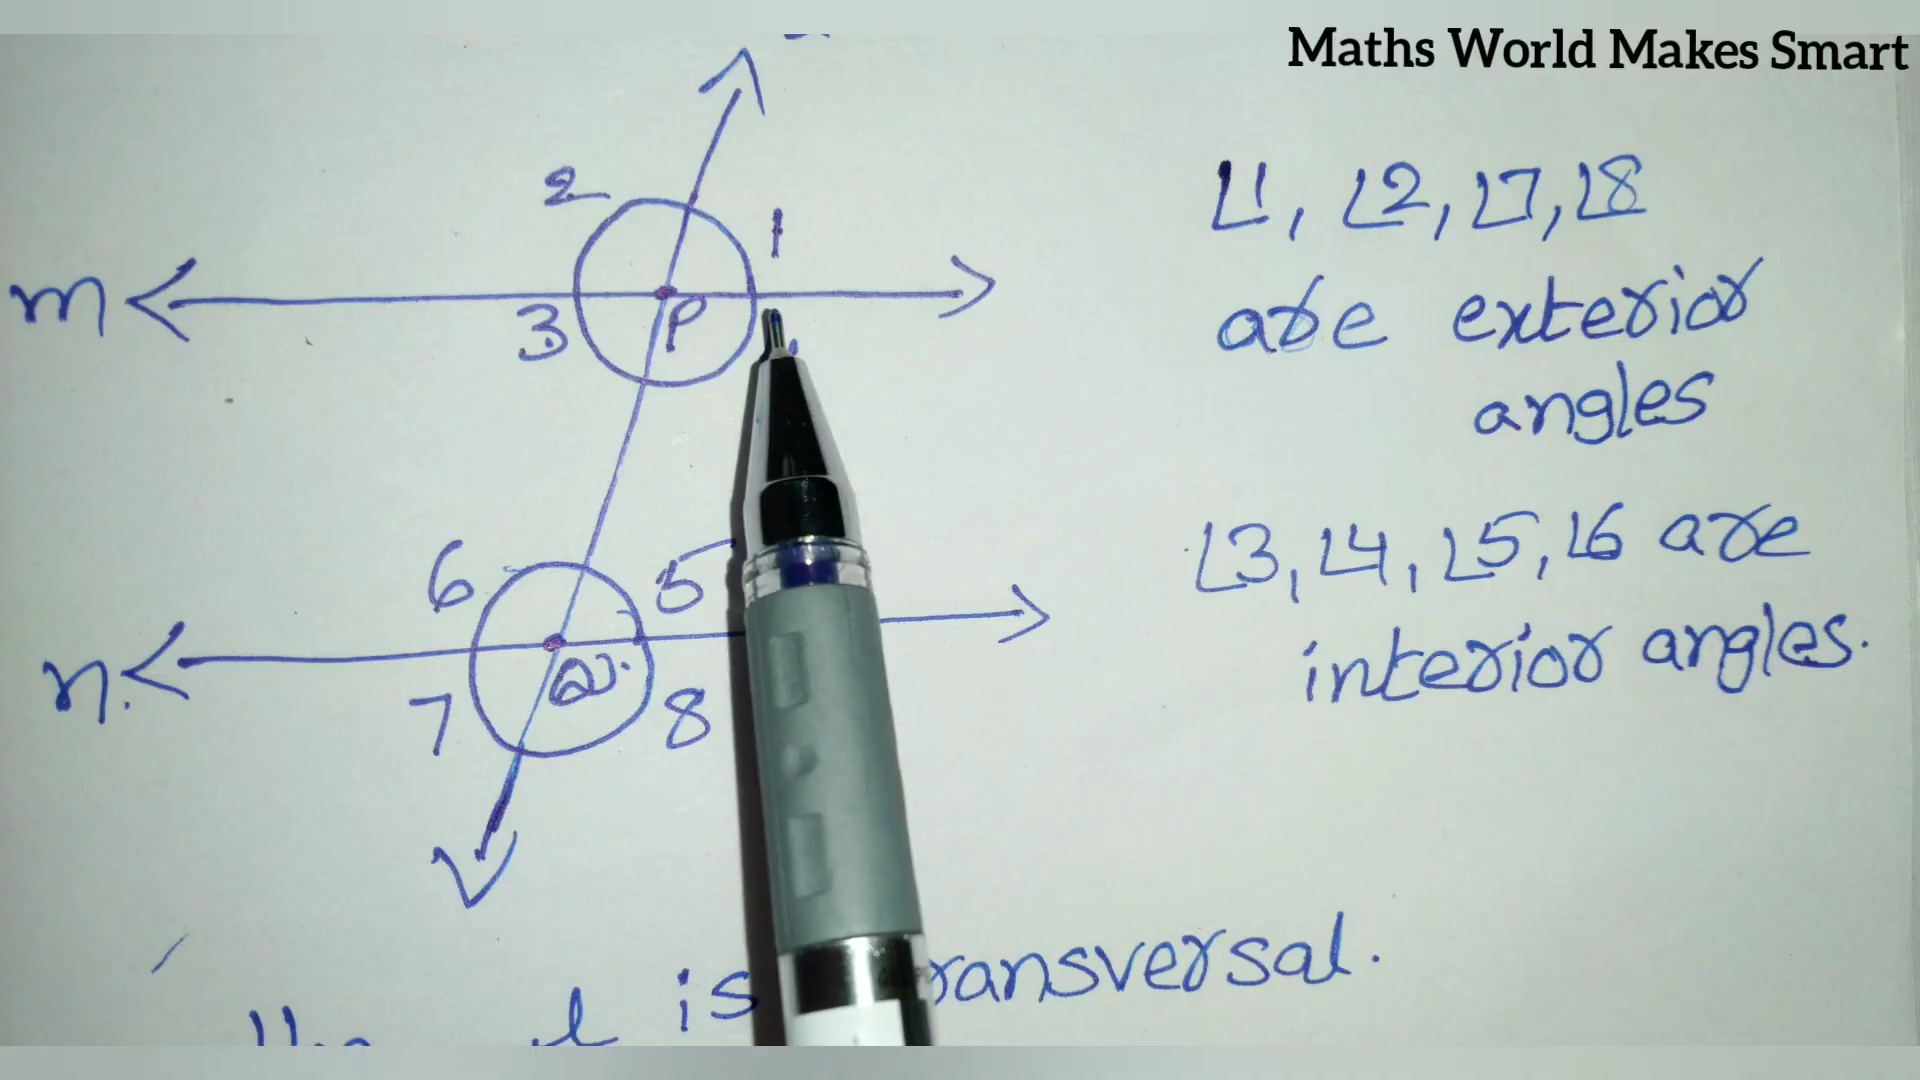 Maths World Makes Smart
2
1
∠1, ∠2, ∠7, ∠8
m
3
P
are exterior
angles
6
5
∠3, ∠4, ∠5, ∠6 are
n.
Q
7
8
interior angles.
l is